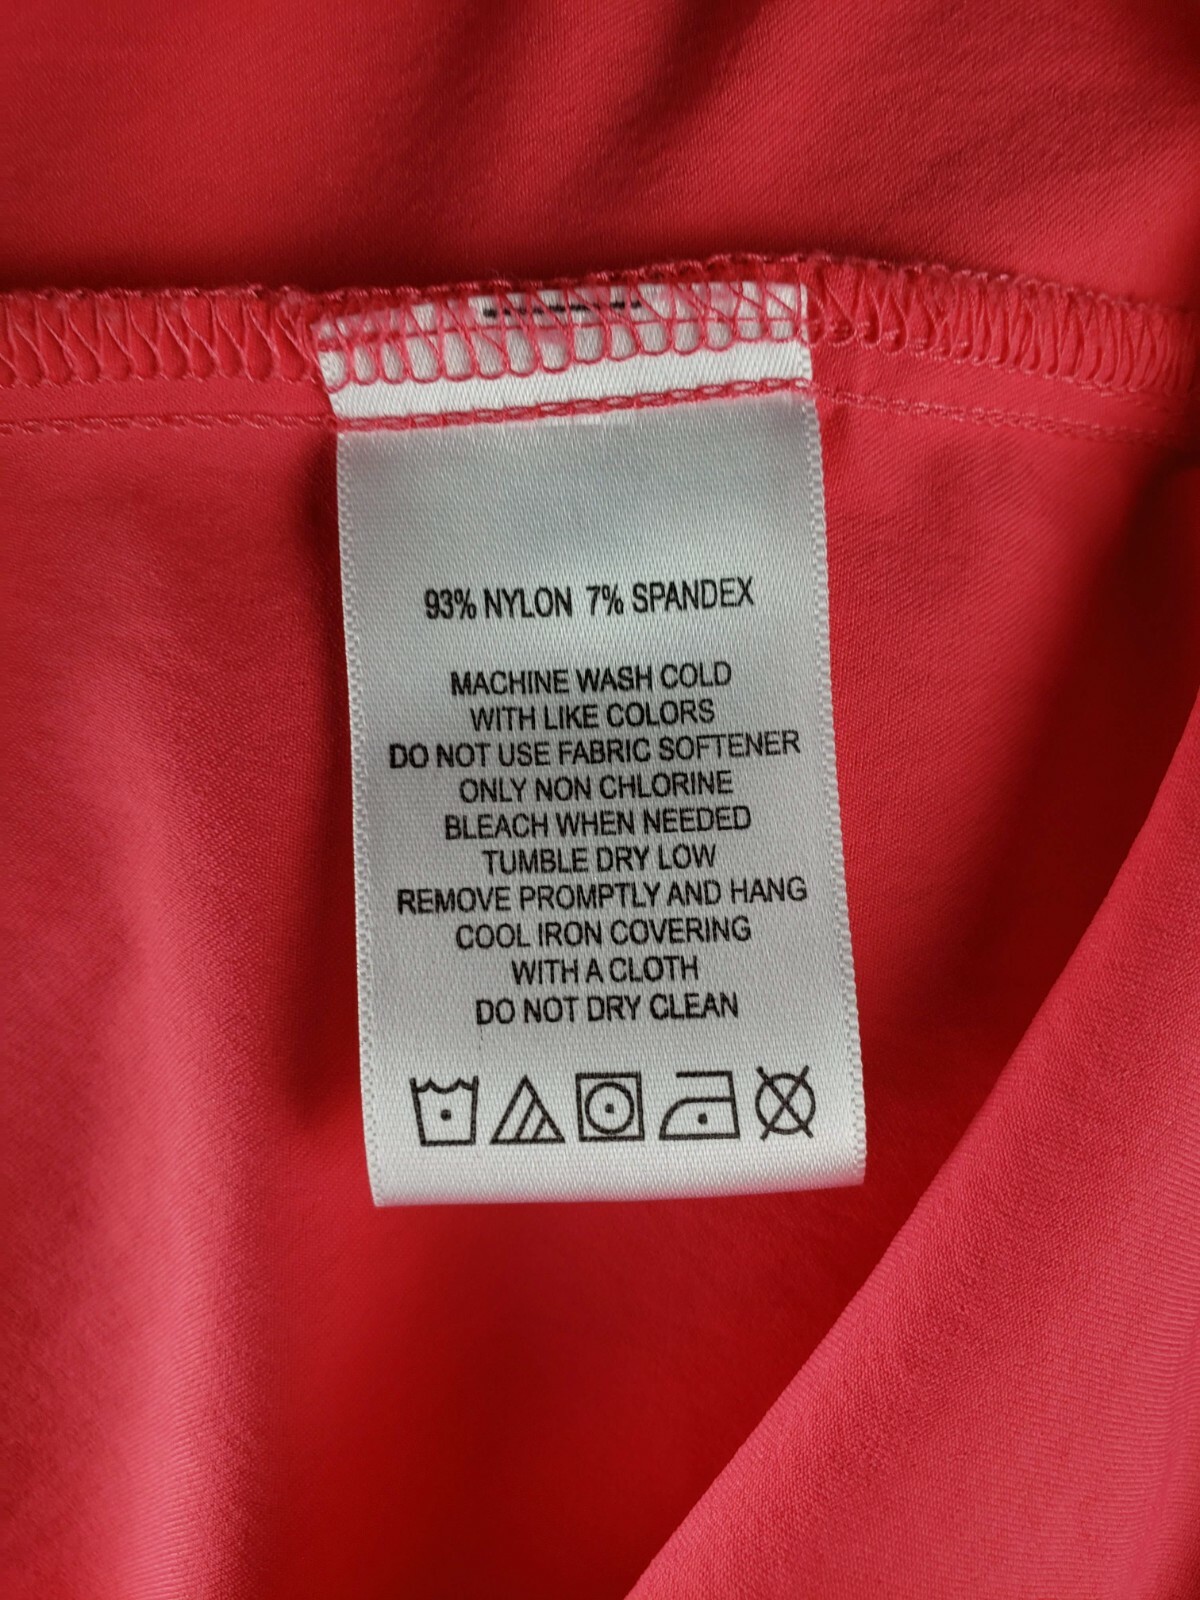 93% NYLON 7% SPANDEX
MACHINE WASH COLD
WITH LIKE COLORS
DO NOT USE FABRIC SOFTENER
ONLY NON CHLORINE
BLEACH WHEN NEEDED
TUMBLE DRY LOW
REMOVE PROMPTLY AND HANG
COOL IRON COVERING
WITH A CLOTH
DO NOT DRY CLEAN